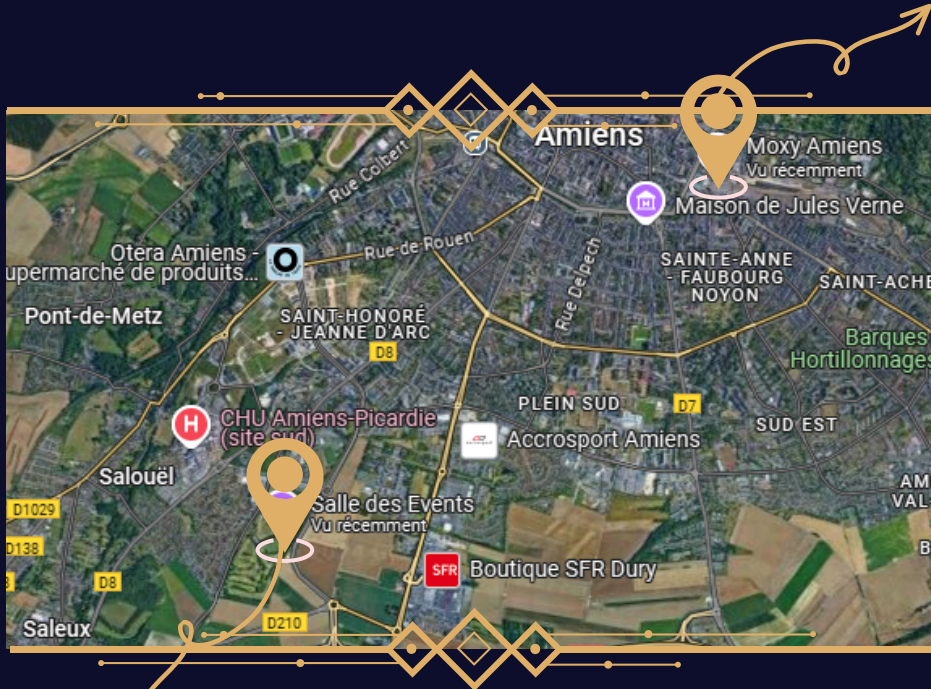 Amiens
Moxy Amiens
Vu récemment
Rue Colbert
Maison de Jules Verne
Otera Amiens -
upermarché de produits...
Rue de Rouen
Rue Delpech
SAINTE-ANNE
- FAUBOURG
NOYON
SAINT-ACHE
Pont-de-Metz
SAINT-HONORÉ
- JEANNE D'ARC
D8
Barques
Hortillonnages
PLEIN SUD
D7
SUD EST
CHU Amiens-Picardie
(site sud)
H
Accrosport Amiens
Salouël
AM
VAL-
D1029
Salle des Events
Vu récemment
D138
B
SFR
Boutique SFR Dury
D8
D210
Saleux